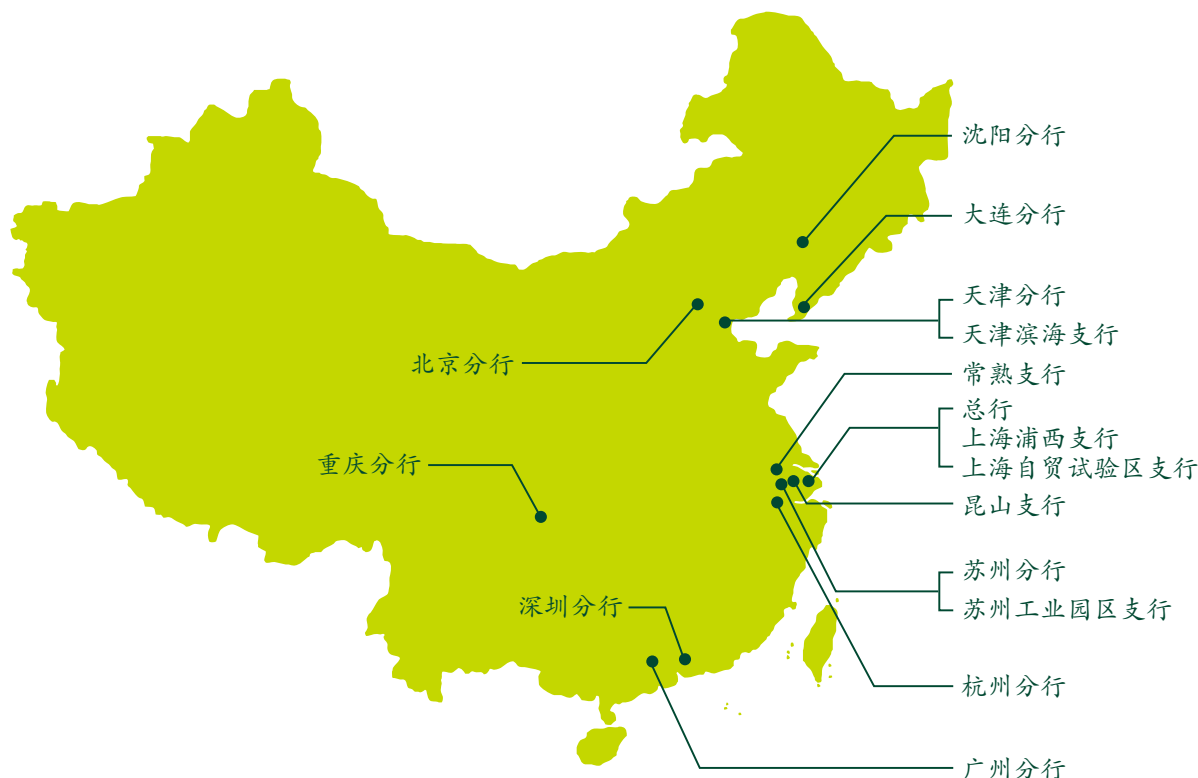 沈阳分行
大连分行
天津分行
天津滨海支行
北京分行
常熟支行
总行
上海浦西支行
重庆分行
上海自贸试验区支行
昆山支行
苏州分行
深圳分行
苏州工业园区支行
杭州分行
广州分行